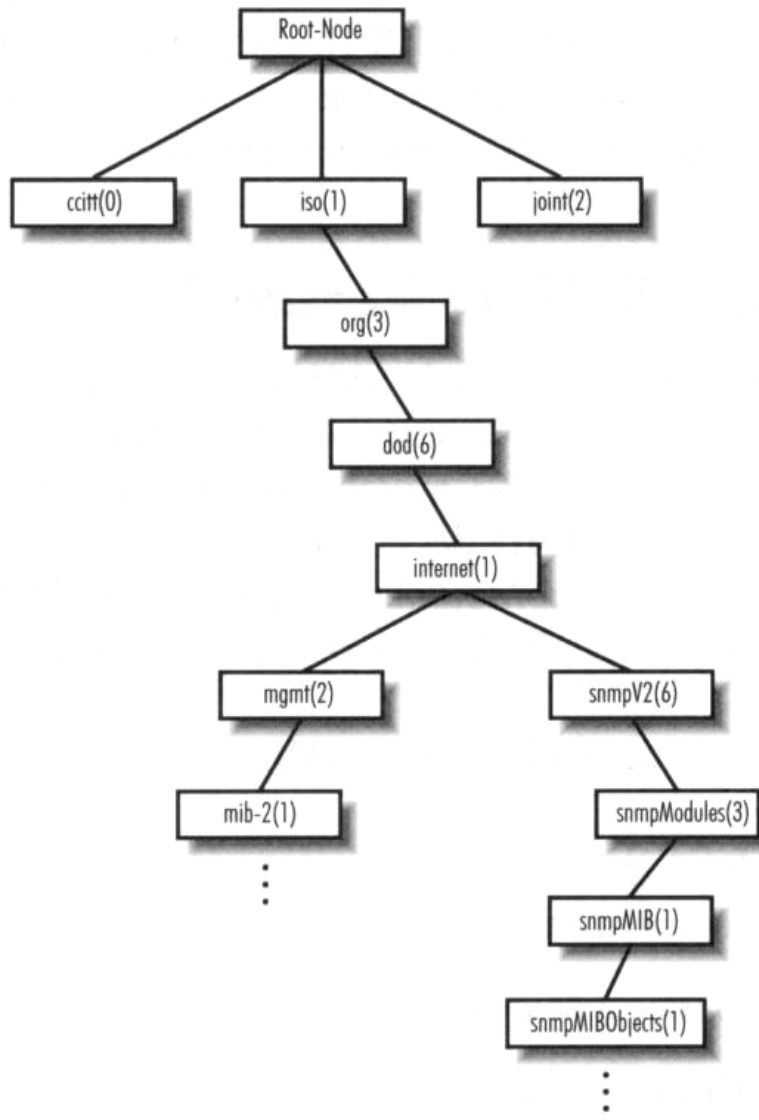 Root-Node
ccitt(0)
iso(1)
joint(2)
org(3)
dod(6)
internet(1)
mgmt(2)
snmpV2(6)
mib-2(1)
snmpModules(3)
snmpMIB(1)
snmpMIBObjects(1)